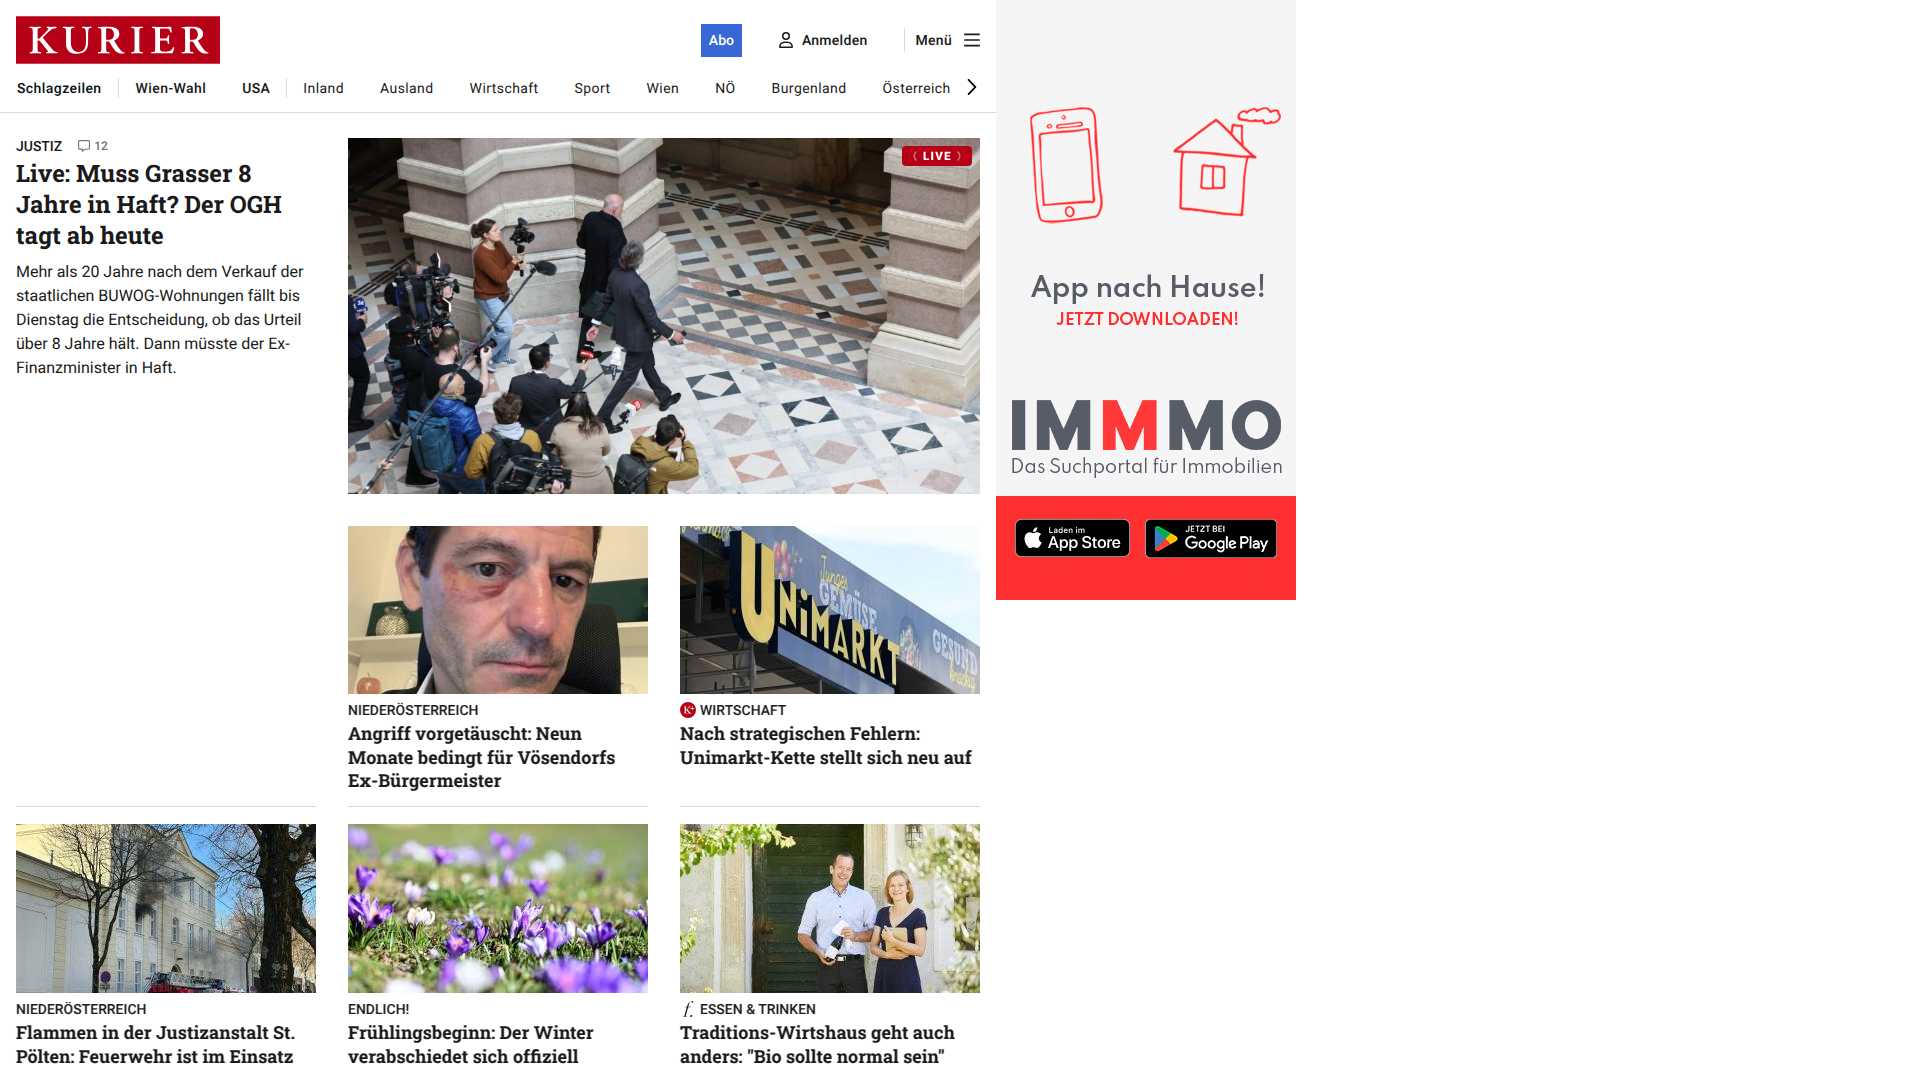 KURIER
Abo
Anmelden
Menü
Schlagzeilen
Wien-Wahl
USA
Inland
Ausland
Wirtschaft
Sport
Wien
NÖ
Burgenland
Österreich
JUSTIZ
12
Live: Muss Grasser 8
Jahre in Haft? Der OGH
tagt ab heute
Mehr als 20 Jahre nach dem Verkauf der
staatlichen BUWOG-Wohnungen fällt bis
Dienstag die Entscheidung, ob das Urteil
über 8 Jahre hält. Dann müsste der Ex-
Finanzminister in Haft.
LIVE
NIEDERÖSTERREICH
Angriff vorgetäuscht: Neun
Monate bedingt für Vösendorfs
Ex-Bürgermeister
Junges
GEMÜSE
UNIMARKT
GESUND
knackig
K+
WIRTSCHAFT
Nach strategischen Fehlern:
Unimarkt-Kette stellt sich neu auf
NIEDERÖSTERREICH
Flammen in der Justizanstalt St.
Pölten: Feuerwehr ist im Einsatz
ENDLICH!
Frühlingsbeginn: Der Winter
verabschiedet sich offiziell
f. ESSEN & TRINKEN
Traditions-Wirtshaus geht auch
anders: "Bio sollte normal sein"
App nach Hause!
JETZT DOWNLOADEN!
IMMMO
Das Suchportal für Immobilien
Laden im
App Store
JETZT BEI
Google Play